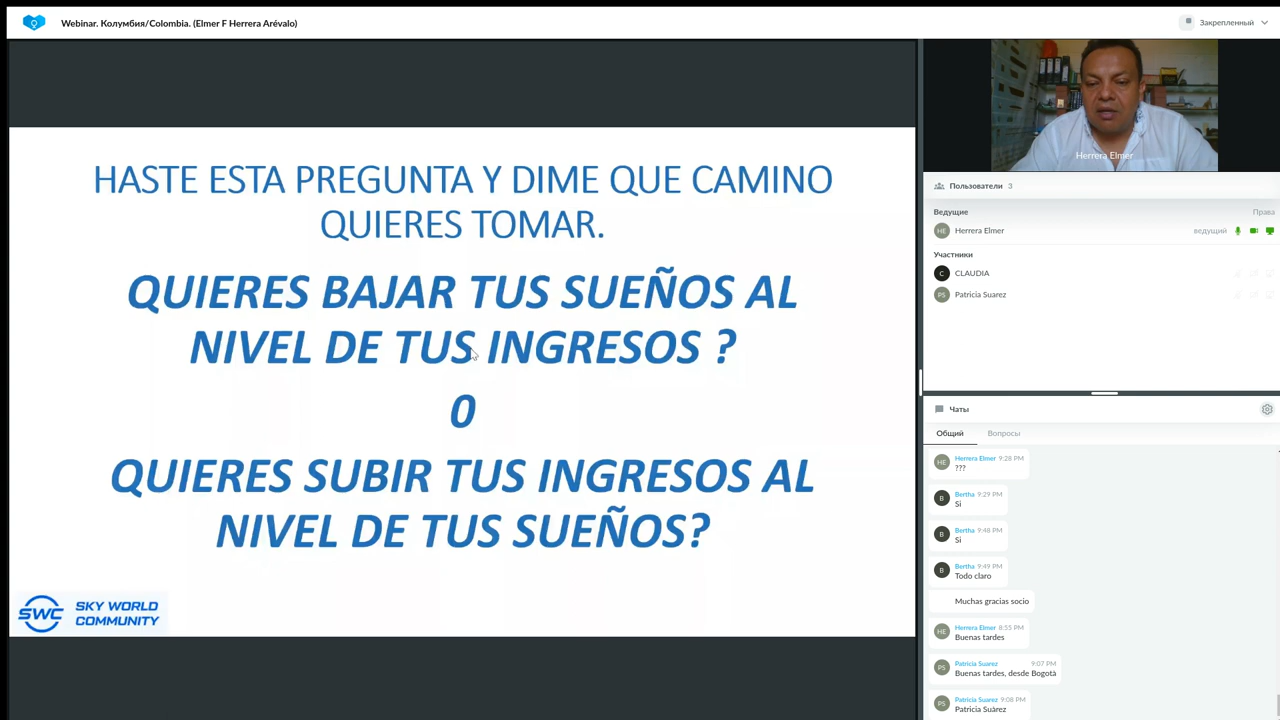 Webinar. Колумбия/Colombia. (Elmer F Herrera Arévalo)
Закрепленный
HASTE ESTA PREGUNTA Y DIME QUE CAMINO
QUIERES TOMAR.
QUIERES BAJAR TUS SUEÑOS AL
NIVEL DE TUS INGRESOS ?
O
QUIERES SUBIR TUS INGRESOS AL
NIVEL DE TUS SUEÑOS?
SWC SKY WORLD
COMMUNITY
Herrera Elmer
Пользователи 3
Ведущие Права
HE Herrera Elmer ведущий
Участники
C CLAUDIA
PS Patricia Suarez
Чаты
Общий Вопросы
HE Herrera Elmer 9:28 PM
???
B Bertha 9:29 PM
Si
B Bertha 9:48 PM
Si
B Bertha 9:49 PM
Todo claro
Muchas gracias socio
HE Herrera Elmer 8:55 PM
Buenas tardes
PS Patricia Suarez 9:07 PM
Buenas tardes, desde Bogotà
PS Patricia Suarez 9:08 PM
Patricia Suàrez